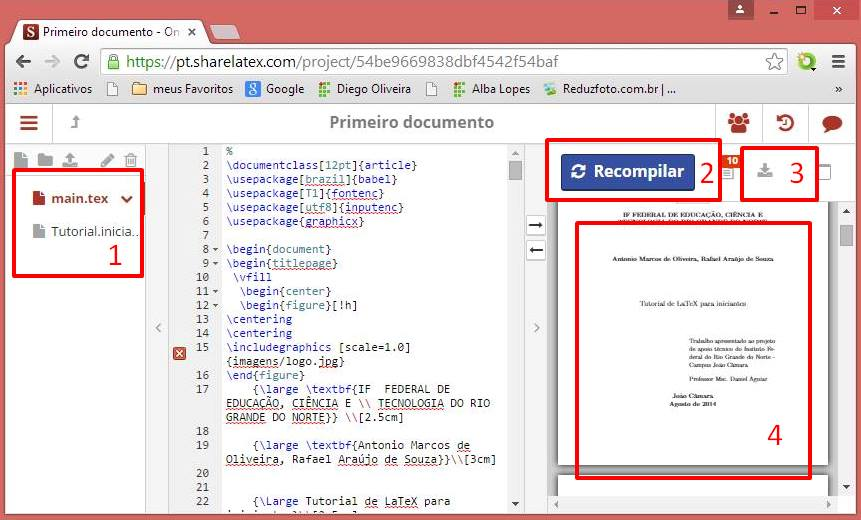 Primeiro documento - On
https://pt.sharelatex.com/project/54be9669838dbf4542f54baf
Aplicativos meus Favoritos Google Diego Oliveira Alba Lopes Reduzfoto.com.br | ... »
Primeiro documento
main.tex
Tutorial.inicia...
1
1 %
2 \documentclass[12pt]{article}
3 \usepackage[brazil]{babel}
4 \usepackage[T1]{fontenc}
5 \usepackage[utf8]{inputenc}
6 \usepackage{graphicx}
7
8 \begin{document}
9 \begin{titlepage}
10 \vfill
11 \begin{center}
12 \begin{figure}[!h]
13 \centering
14 \centering
15 \includegraphics [scale=1.0]
{imagens/logo.jpg}
16 \end{figure}
17 {\large \textbf{IF FEDERAL DE
EDUCAÇÃO, CIÊNCIA E \\ TECNOLOGIA DO RIO
GRANDE DO NORTE}} \\[2.5cm]
18
19 {\large \textbf{Antonio Marcos de
Oliveira, Rafael Araújo de Souza}}\\[3cm]
20
21
22 {\Large Tutorial de LaTeX para
Recompilar 2 10 3
IF FEDERAL DE EDUCAÇÃO, CIÊNCIA E
TECNOLOGIA DO RIO GRANDE DO NORTE
Antonio Marcos de Oliveira, Rafael Araújo de Souza
Tutorial de LaTeX para iniciantes
Trabalho apresentado ao projeto
de apoio técnico do Instituto Fe-
deral do Rio Grande do Norte -
Campus João Câmara
Professor Msc. Daniel Aguiar
João Câmara
Agosto de 2014
4